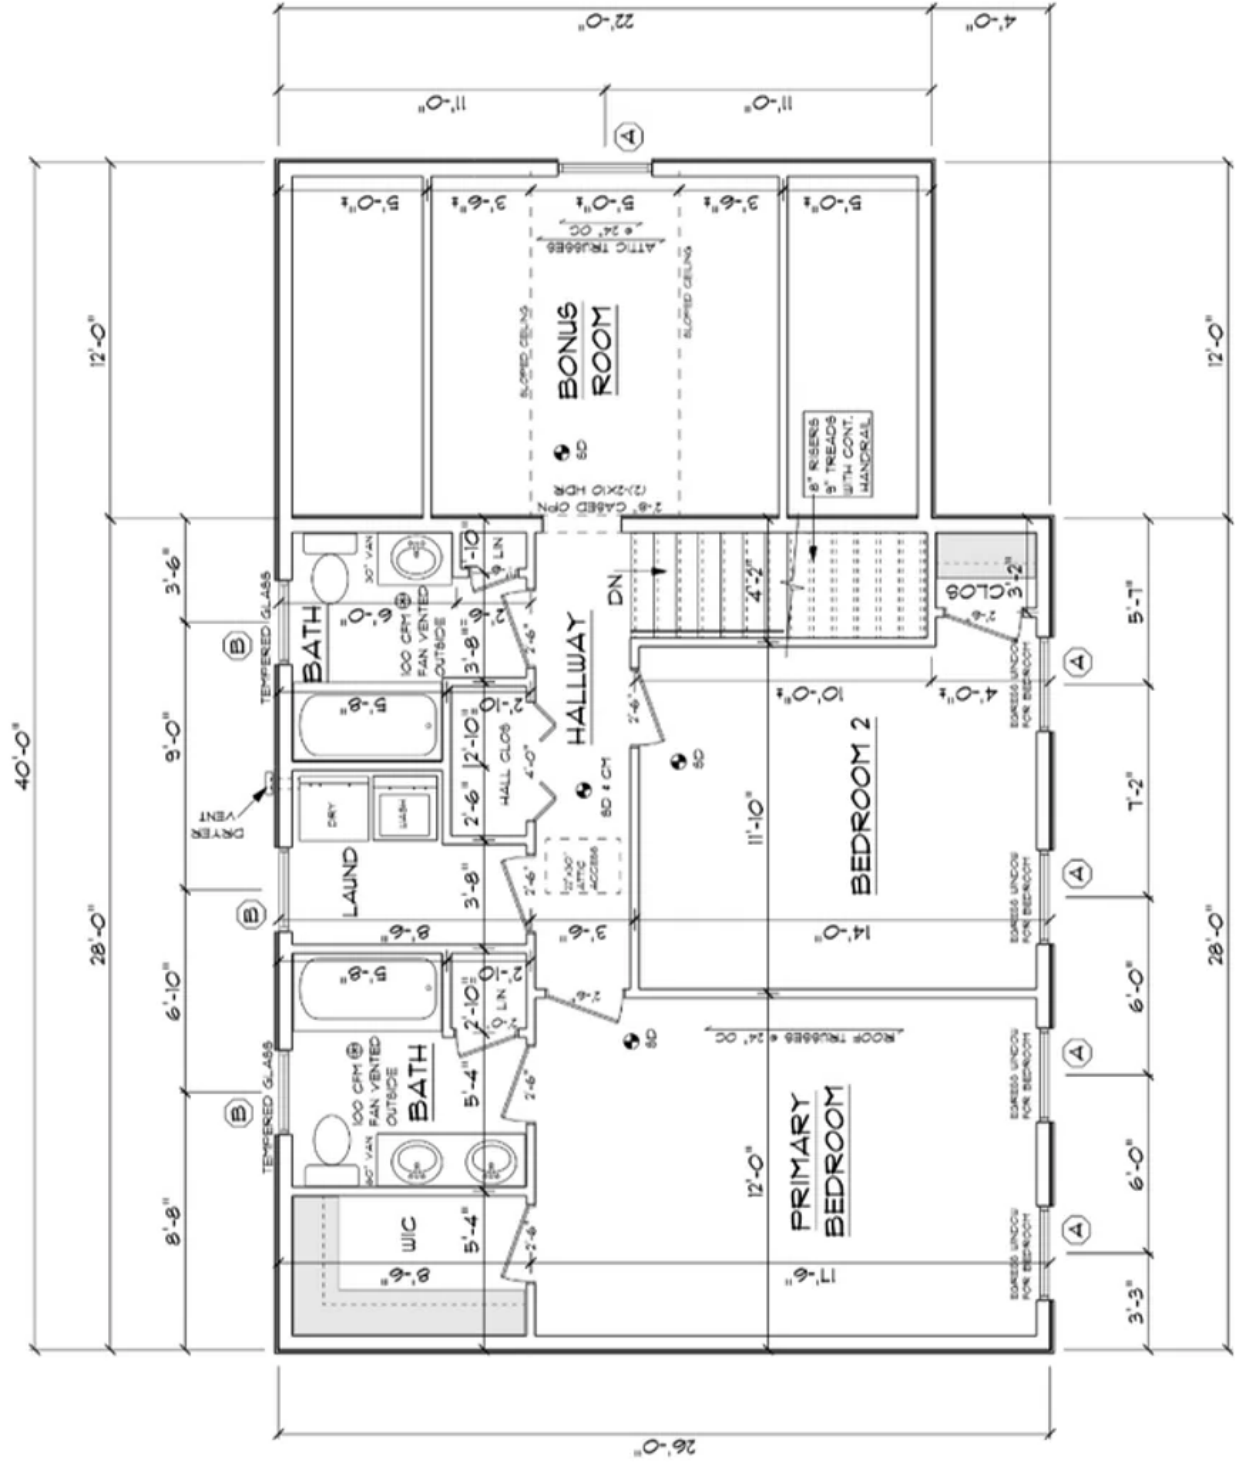 22'-0"
4'-0"
11'-0"
11'-0"
A
40'-0"
12'-0"
28'-0"
12'-0"
28'-0"
5'-0"±
3'-6"±
5'-0"±
3'-6"±
5'-0"±
ATTIC TRUSSES
@ 24" OC
SLOPED CEILING
SLOPED CEILING
BONUS
ROOM
SD
2'-8" CASED OPN
(2)-2X10 HDR
8" RISERS
9" TREADS
WITH CONT.
HANDRAIL
3'-6"
9'-0"
6'-10"
8'-8"
TEMPERED GLASS
B
30" VAN
BATH
100 CFM
FAN VENTED
OUTSIDE
6'-0"
LIN
3'-8"
2'-6"
DN
4'-2"
CLOS
3'-2"
2'-6"
5'-7"
7'-2"
6'-0"
6'-0"
3'-3"
HALLWAY
5'-8"
2'-10"
2'-10"
HALL CLOS
4'-0"
2'-6"
2'-6"
SD
10'-0"±
4'-0"±
EGRESS WINDOW
FOR BEDROOM
A
DRYER
VENT
DRY
WASH
SD & CM
BEDROOM 2
11'-10"
22"x30"
ATTIC
ACCESS
LAUND
B
3'-8"
2'-6"
8'-6"
3'-6"
14'-0"
EGRESS WINDOW
FOR BEDROOM
A
5'-8"
2'-10"
2'-10"
LIN
2'-0"
2'-6"
SD
ROOF TRUSSES @ 24" OC
TEMPERED GLASS
B
100 CFM
FAN VENTED
OUTSIDE
BATH
60" VAN
5'-4"
2'-6"
EGRESS WINDOW
FOR BEDROOM
A
PRIMARY
BEDROOM
12'-0"
WIC
5'-4"
2'-6"
8'-6"
17'-6"
EGRESS WINDOW
FOR BEDROOM
A
26'-0"